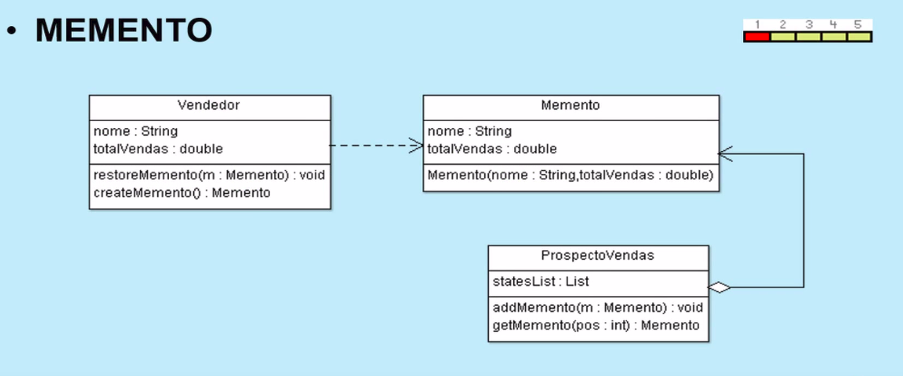 • MEMENTO
1 2 3 4 5
Vendedor
nome : String
totalVendas : double
restoreMemento(m : Memento) : void
createMemento() : Memento
Memento
nome : String
totalVendas : double
Memento(nome : String,totalVendas : double)
ProspectoVendas
statesList : List
addMemento(m : Memento) : void
getMemento(pos : int) : Memento